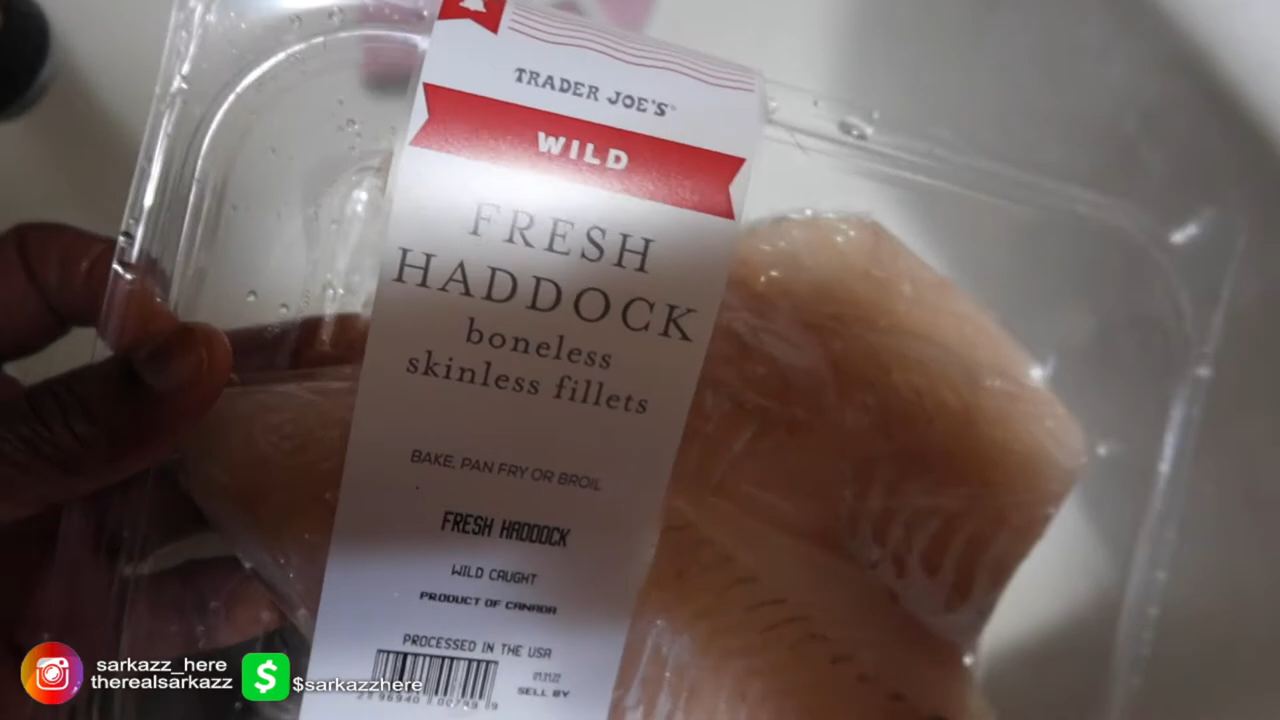 TRADER JOE'S
WILD
FRESH
HADDOCK
boneless
skinless fillets
BAKE, PAN FRY OR BROIL
FRESH HADDOCK
WILD CAUGHT
PRODUCT OF CANADA
PROCESSED IN THE USA
SELL BY
sarkazz_here
therealsarkazz
$sarkazzhere